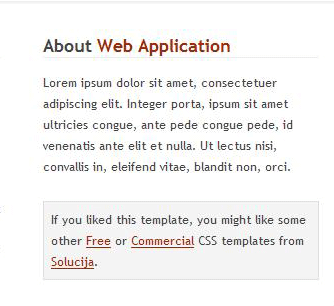 About Web Application
Lorem ipsum dolor sit amet, consectetuer
adipiscing elit. Integer porta, ipsum sit amet
ultricies congue, ante pede congue pede, id
venenatis ante elit et nulla. Ut lectus nisi,
convallis in, eleifend vitae, blandit non, orci.
If you liked this template, you might like some
other Free or Commercial CSS templates from
Solucija.